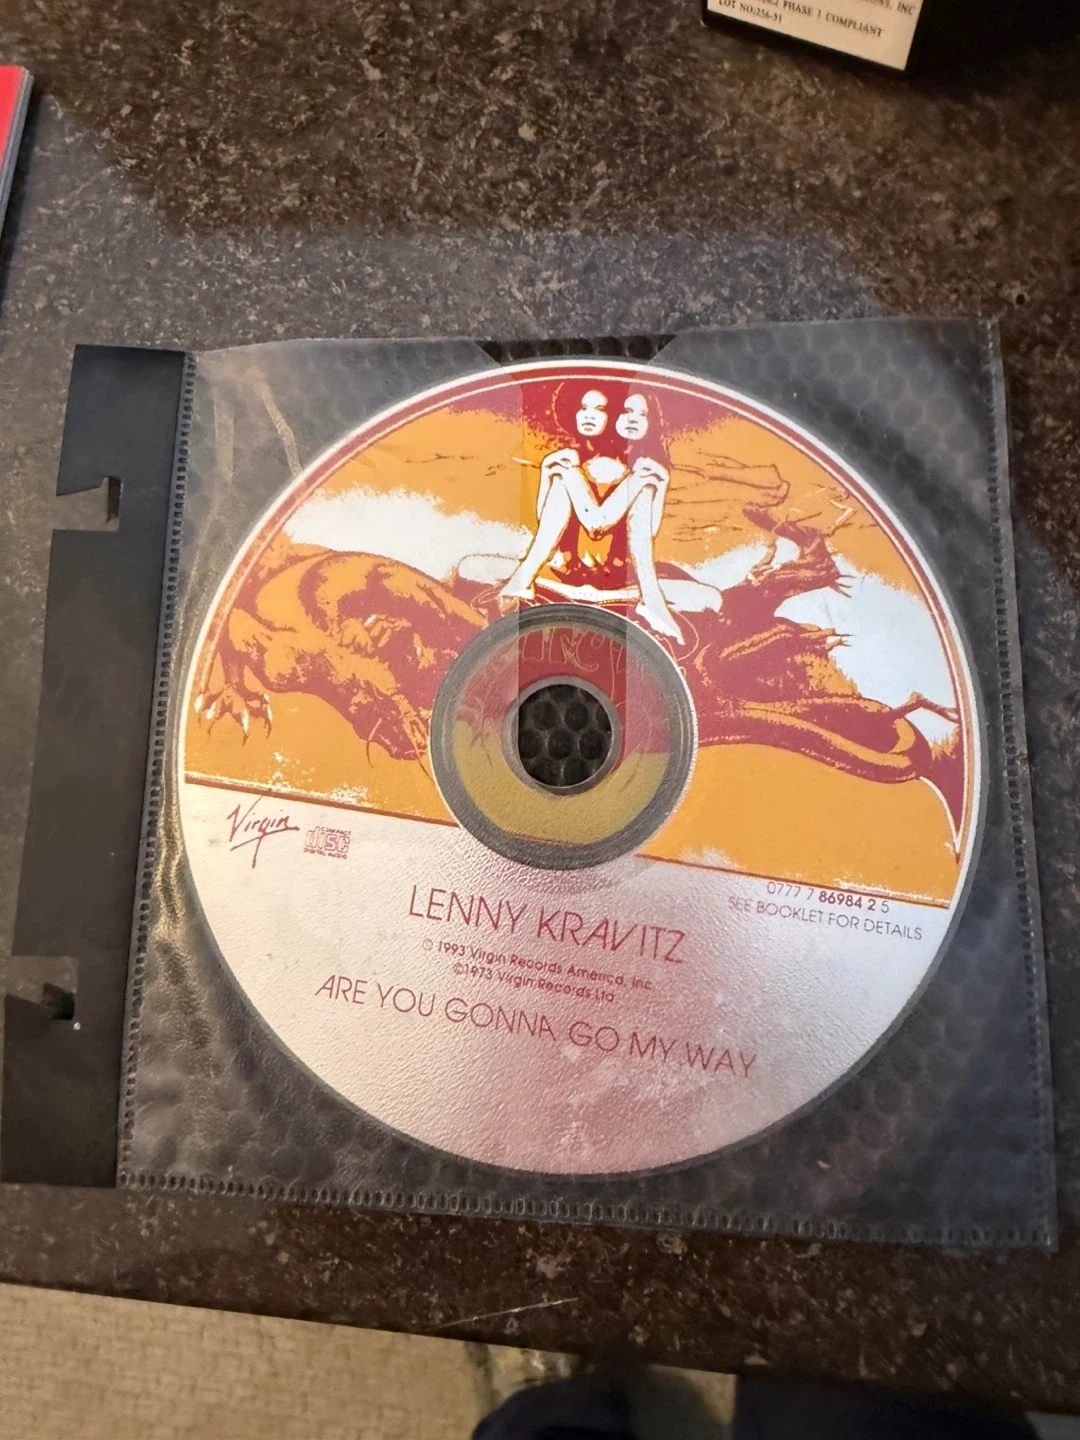 PHASE 1 COMPLIANT
LOT NO:256-51
Virgin
COMPACT
disc
DIGITAL AUDIO
0777 7 86984 2 5
SEE BOOKLET FOR DETAILS
LENNY KRAVITZ
℗ 1993 Virgin Records America, Inc.
©1973 Virgin Records Ltd
ARE YOU GONNA GO MY WAY